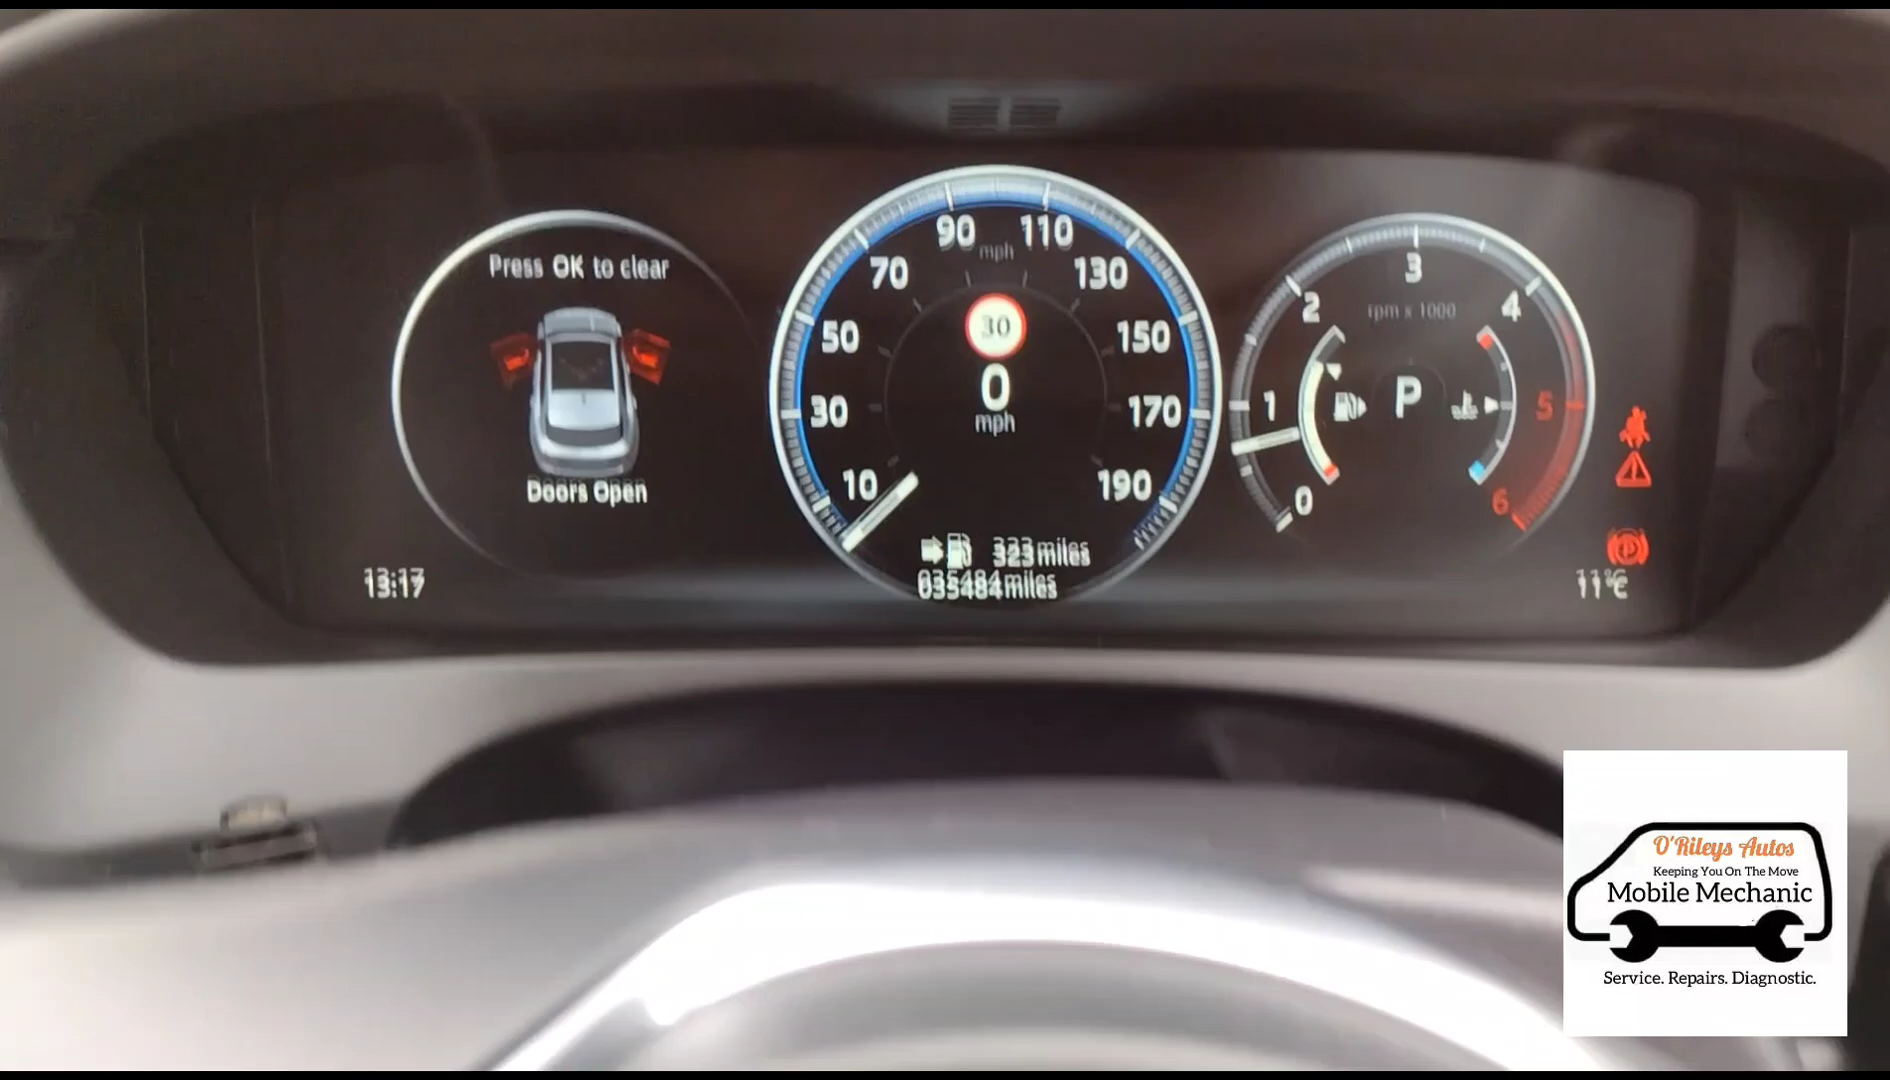 Press OK to clear
Doors Open
13:17
90
mph
110
70
130
50
150
30
170
10
190
30
0
mph
323 miles
035484 miles
3
2
4
rpm x 1000
1
P
5
0
6
P
11°C
O'Rileys Autos
Keeping You On The Move
Mobile Mechanic
Service. Repairs. Diagnostic.